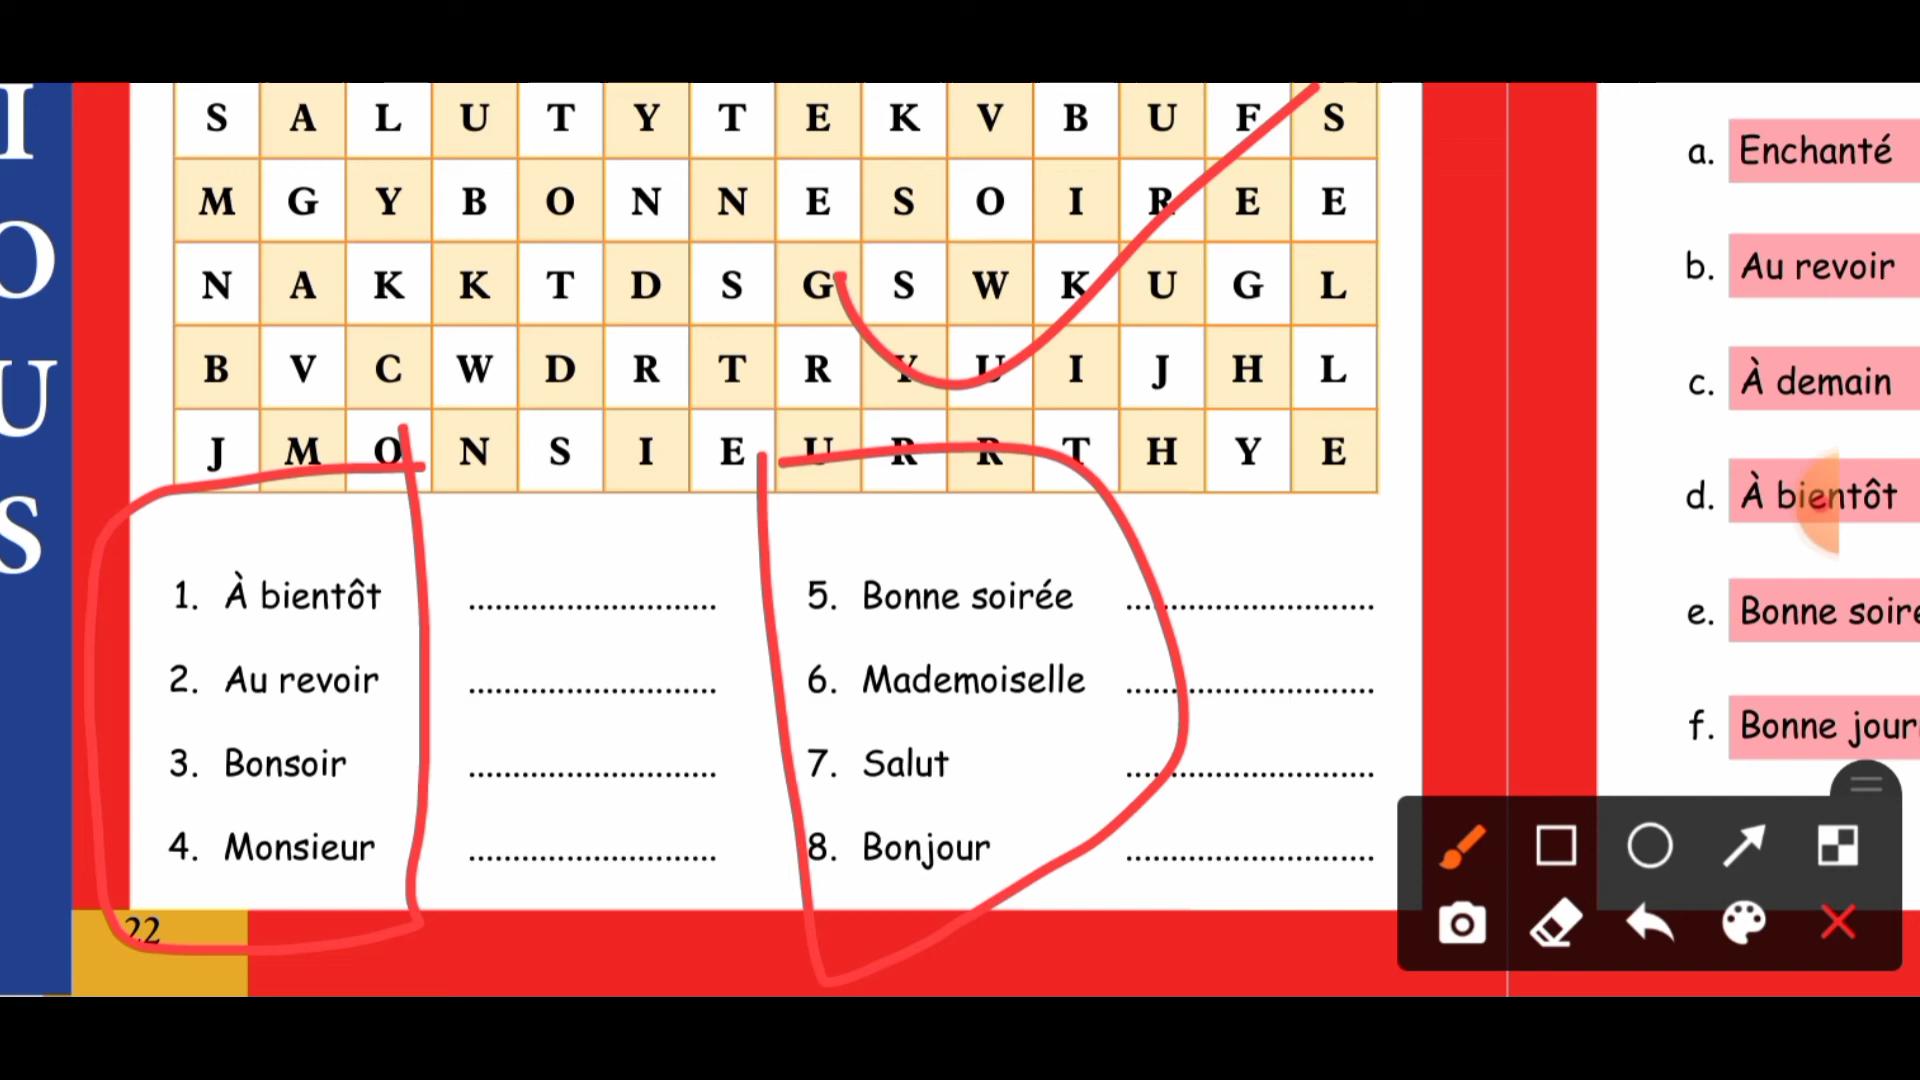 I
O
U
S
S A L U T Y T E K V B U F S
M G Y B O N N E S O I R E E
N A K K T D S G S W K U G L
B V C W D R T R Y U I J H L
J M O N S I E U R R T H Y E
1. À bientôt ............................
2. Au revoir ............................
3. Bonsoir ............................
4. Monsieur ............................
5. Bonne soirée ............................
6. Mademoiselle ............................
7. Salut ............................
8. Bonjour ............................
22
a. Enchanté
b. Au revoir
c. À demain
d. À bientôt
e. Bonne soiré
f. Bonne jour